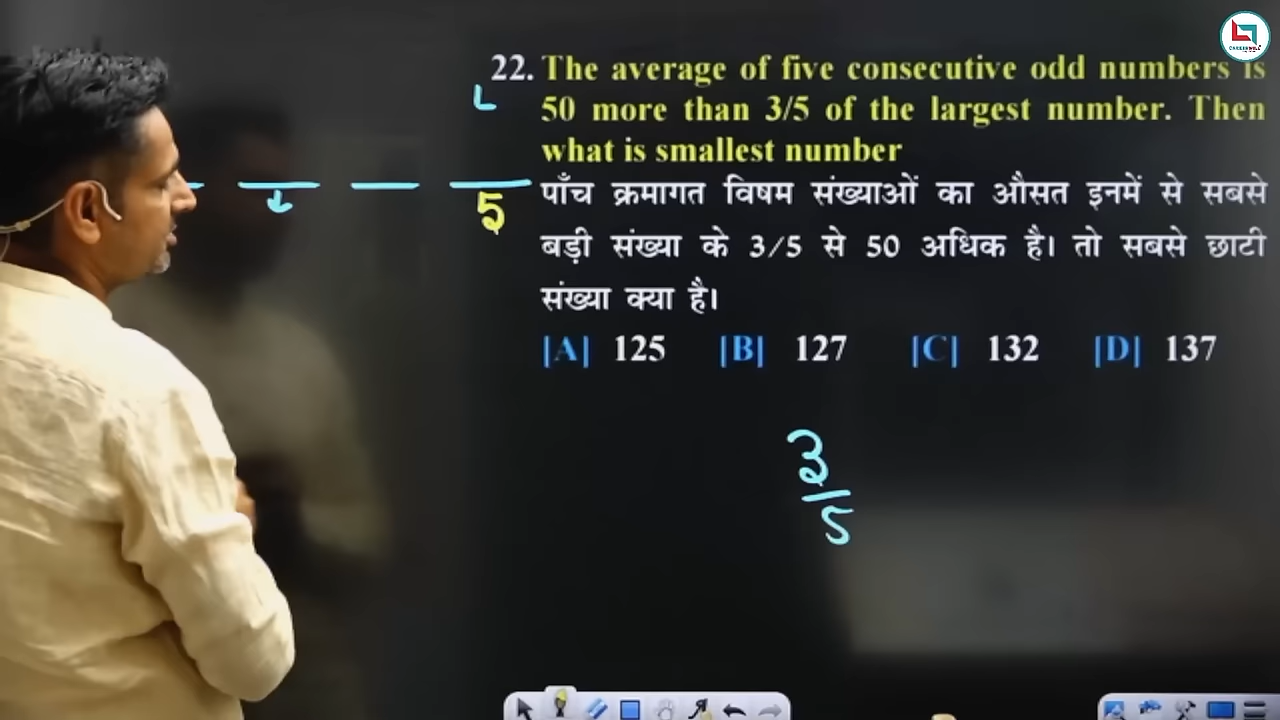 22. The average of five consecutive odd numbers is
50 more than 3/5 of the largest number. Then
what is smallest number
5
पाँच क्रमागत विषम संख्याओं का औसत इनमें से सबसे
बड़ी संख्या के 3/5 से 50 अधिक है। तो सबसे छाटी
संख्या क्या है।
[A] 125 [B] 127 [C] 132 [D] 137
3/5